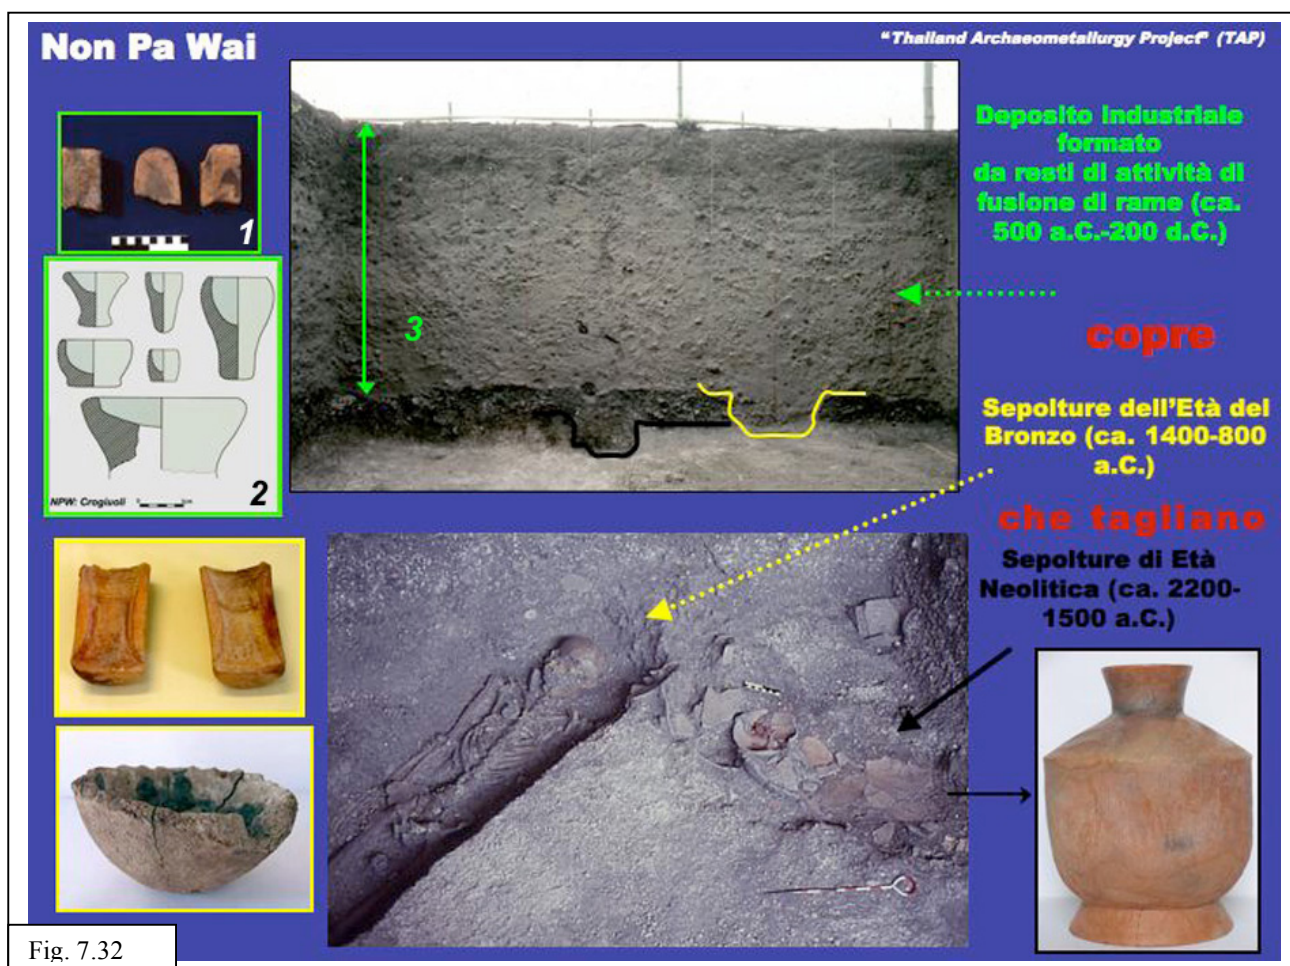 Non Pa Wai
"Thailand Archaeometallurgy Project" (TAP)
1
2
NPW: Crogiuoli
3
Deposito industriale
formato
da resti di attività di
fusione di rame (ca.
500 a.C.-200 d.C.)
copre
Sepolture dell'Età del
Bronzo (ca. 1400-800
a.C.)
che tagliano
Sepolture di Età
Neolitica (ca. 2200-
1500 a.C.)
Fig. 7.32